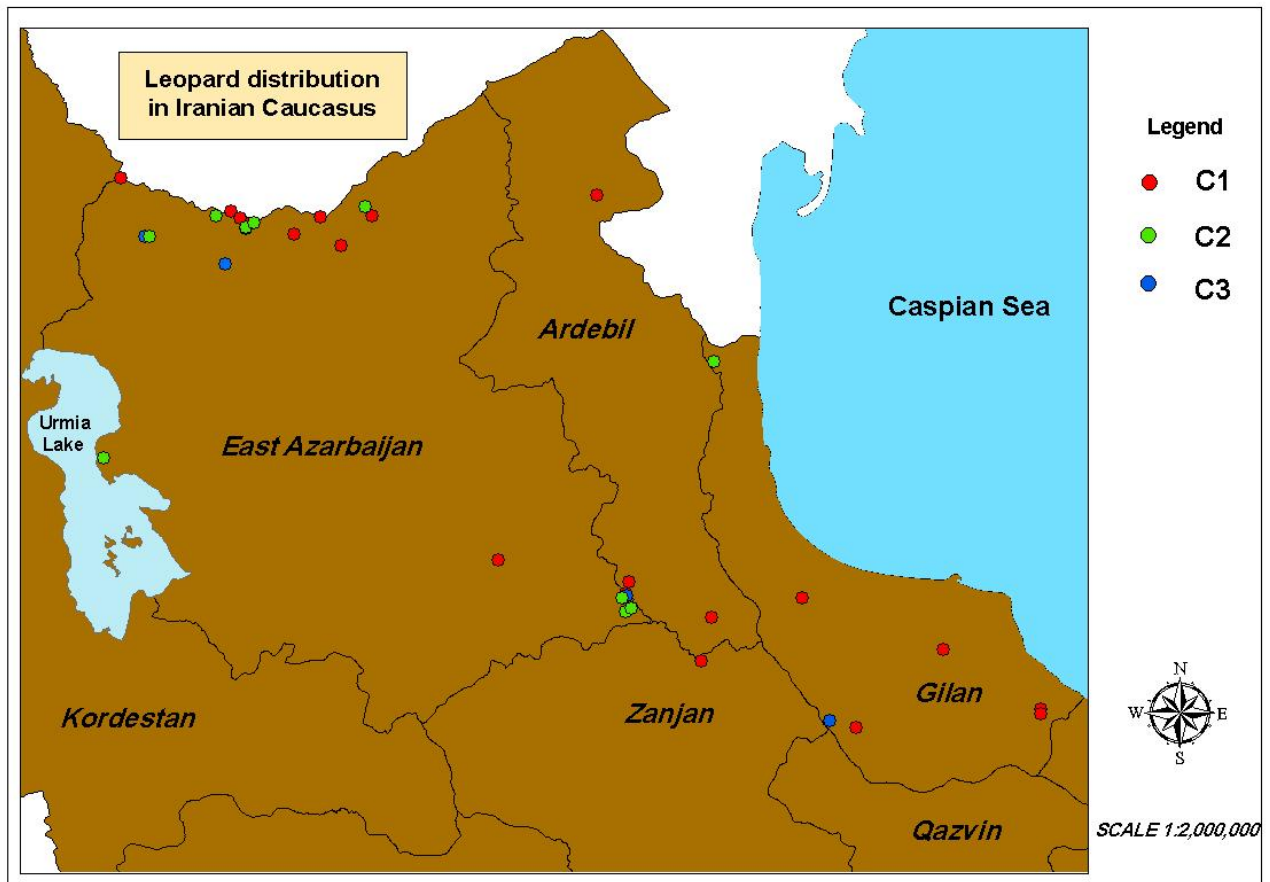 Leopard distribution
in Iranian Caucasus
Legend
C1
C2
C3
Caspian Sea
Ardebil
Urmia
Lake
East Azarbaijan
Kordestan
Zanjan
Gilan
Qazvin
N
W
E
S
SCALE 1:2,000,000